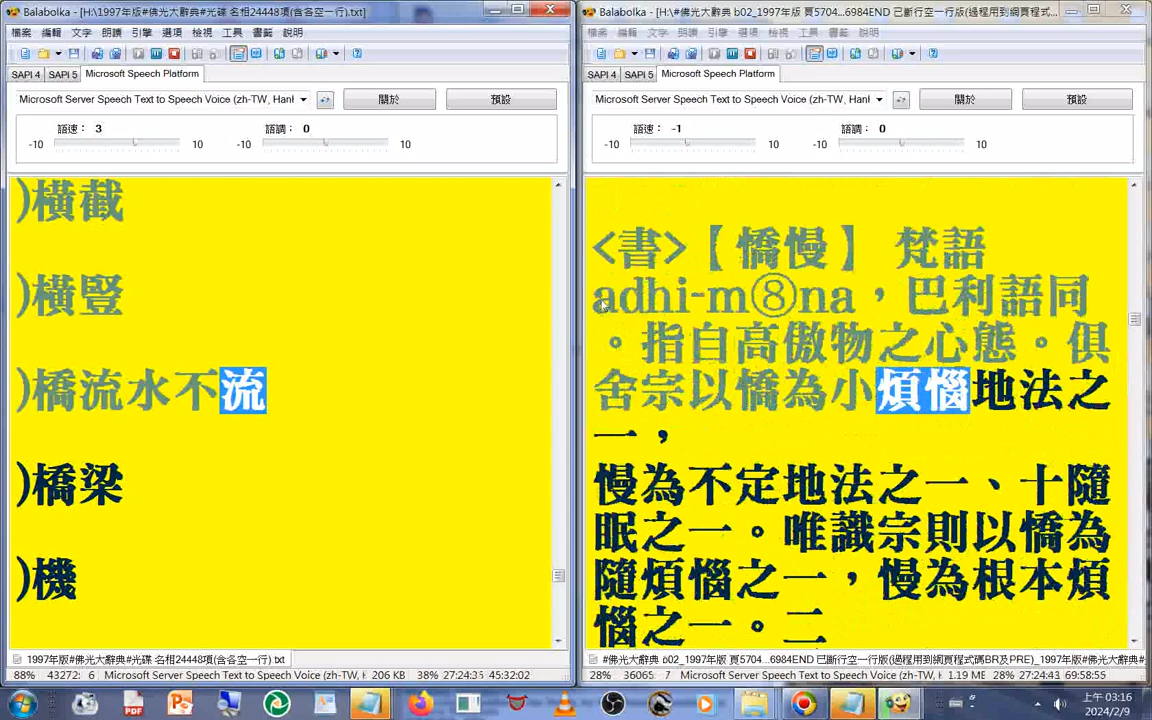 Balabolka - [H:\1997年版#佛光大辭典#光碟 名相24448項(含各空一行).txt]
檔案 編輯 文字 朗讀 引擎 選項 檢視 工具 書籤 說明
SAPI 4 SAPI 5 Microsoft Speech Platform
Microsoft Server Speech Text to Speech Voice (zh-TW, Hanl
關於
預設
語速： 3
語調： 0
-10 10 -10 10
)橫截
)橫豎
)橋流水不流
)橋梁
)機
1997年版#佛光大辭典#光碟 名相24448項(含各空一行).txt
88% 43272: 6 Microsoft Server Speech Text to Speech Voice (zh-TW, H 206 KB 27:24:35 45:32:02
Balabolka - [H:\#佛光大辭典 b02_1997年版 頁5704...6984END 已斷行空一行版(過程用到網頁程式...
檔案 編輯 文字 朗讀 引擎 選項 檢視 工具 書籤 說明
SAPI 4 SAPI 5 Microsoft Speech Platform
Microsoft Server Speech Text to Speech Voice (zh-TW, Hanl
關於
預設
語速： -1
語調： 0
-10 10 -10 10
<書>【憍慢】 梵語
adhi-m⑧na，巴利語同
。指自高傲物之心態。俱
舍宗以憍為小煩惱地法之
一，
慢為不定地法之一、十隨
眠之一。唯識宗則以憍為
隨煩惱之一，慢為根本煩
惱之一。二
#佛光大辭典 b02_1997年版 頁5704...6984END 已斷行空一行版(過程用到網頁程式碼BR及PRE)_1997年版#
28% 36065: 7 Microsoft Server Speech Text to Speech Voice (zh-TW, H 1.19 ME 28% 27:24:43 69:58:55
上午 03:16
2024/2/9